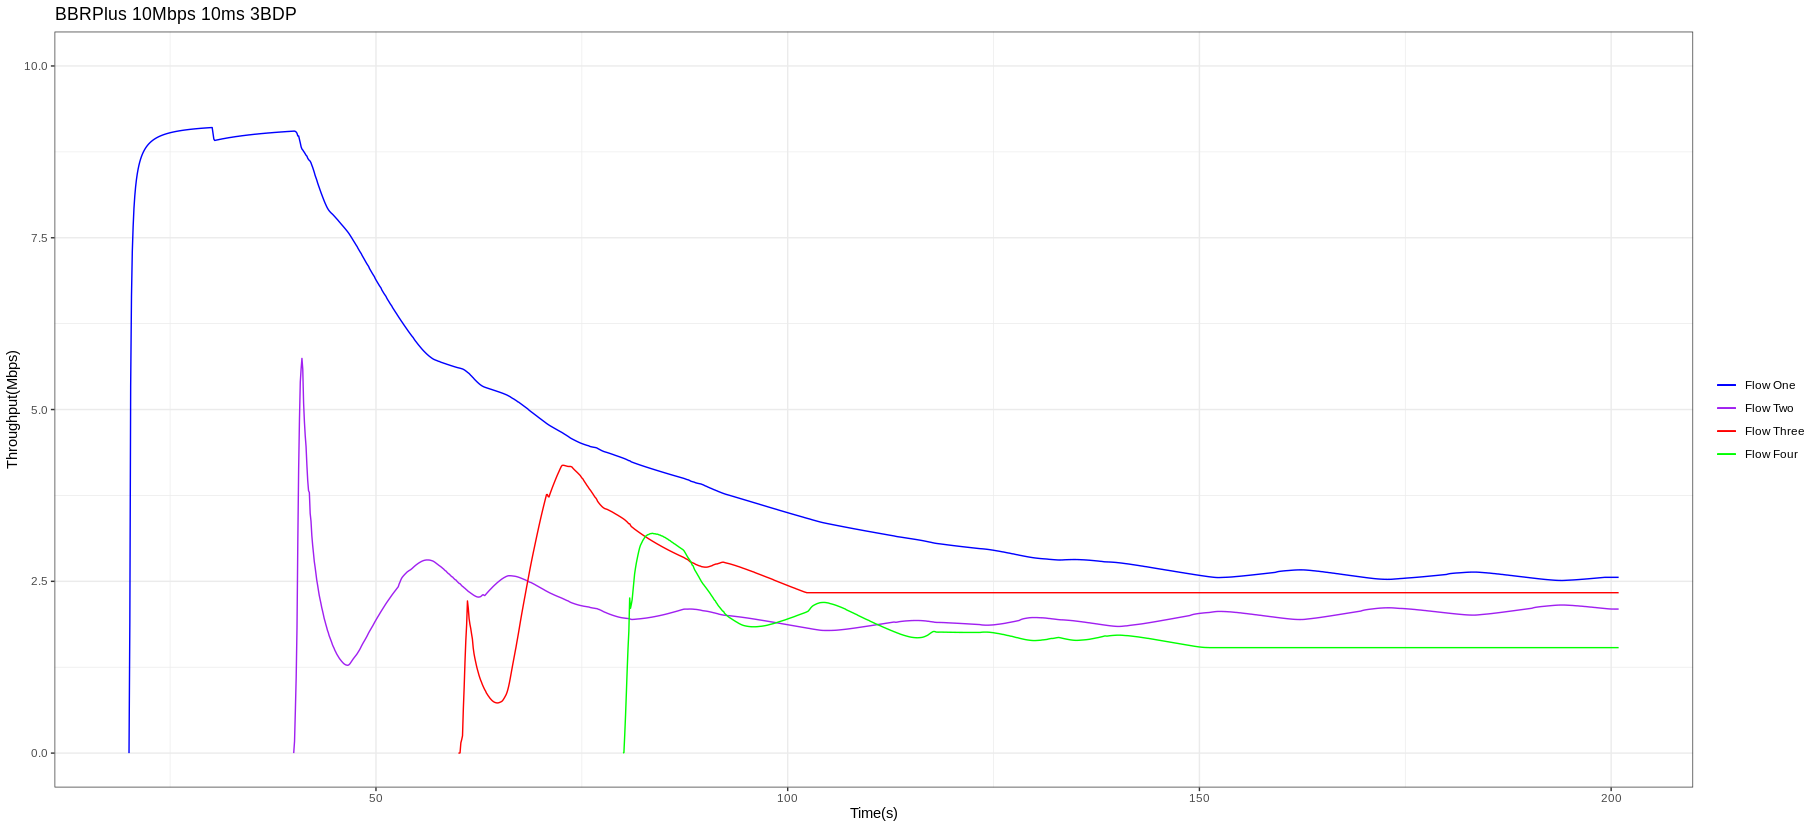 BBRPlus 10Mbps 10ms 3BDP
10.0
7.5
5.0
2.5
0.0
Throughput(Mbps)
50
100
150
200
Time(s)
Flow One
Flow Two
Flow Three
Flow Four